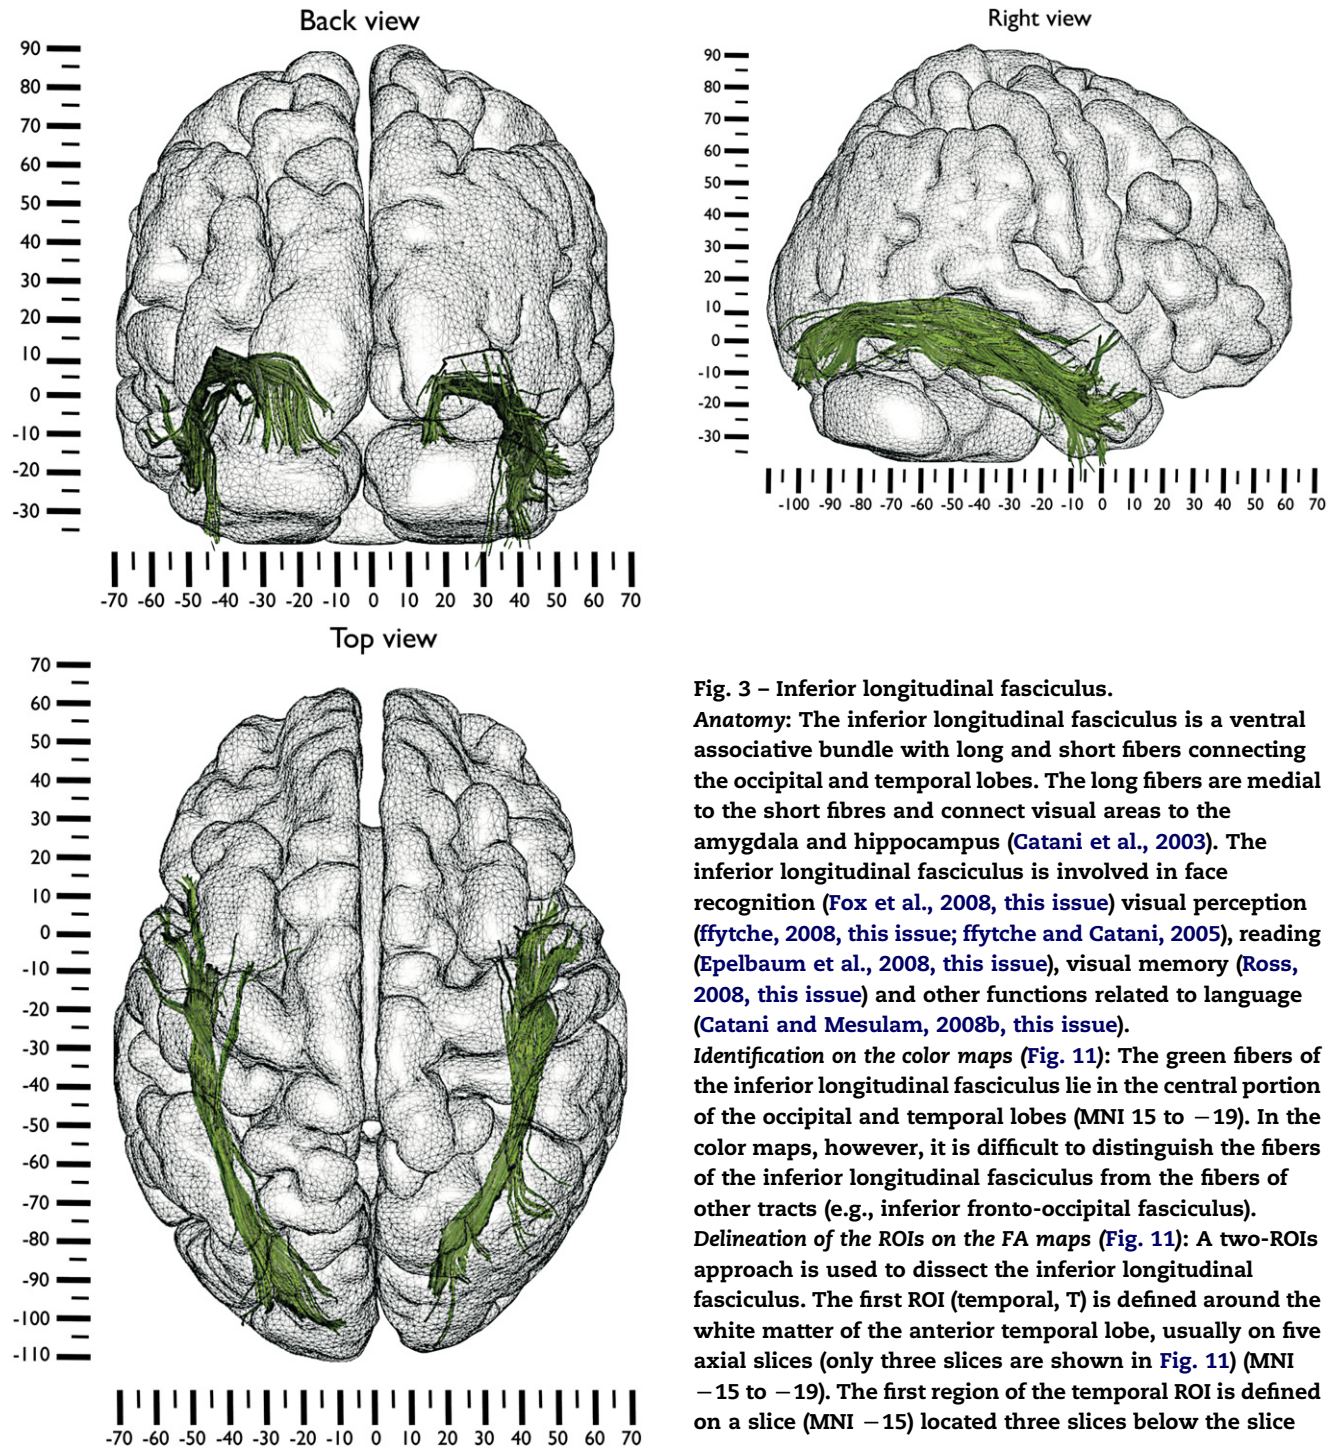 Back view
90
80
70
60
50
40
30
20
10
0
-10
-20
-30
-70 -60 -50 -40 -30 -20 -10 0 10 20 30 40 50 60 70
Right view
90
80
70
60
50
40
30
20
10
0
-10
-20
-30
-100 -90 -80 -70 -60 -50 -40 -30 -20 -10 0 10 20 30 40 50 60 70
Top view
70
60
50
40
30
20
10
0
-10
-20
-30
-40
-50
-60
-70
-80
-90
-100
-110
-70 -60 -50 -40 -30 -20 -10 0 10 20 30 40 50 60 70
Fig. 3 – Inferior longitudinal fasciculus.
Anatomy: The inferior longitudinal fasciculus is a ventral
associative bundle with long and short fibers connecting
the occipital and temporal lobes. The long fibers are medial
to the short fibres and connect visual areas to the
amygdala and hippocampus (Catani et al., 2003). The
inferior longitudinal fasciculus is involved in face
recognition (Fox et al., 2008, this issue) visual perception
(ffytche, 2008, this issue; ffytche and Catani, 2005), reading
(Epelbaum et al., 2008, this issue), visual memory (Ross,
2008, this issue) and other functions related to language
(Catani and Mesulam, 2008b, this issue).
Identification on the color maps (Fig. 11): The green fibers of
the inferior longitudinal fasciculus lie in the central portion
of the occipital and temporal lobes (MNI 15 to −19). In the
color maps, however, it is difficult to distinguish the fibers
of the inferior longitudinal fasciculus from the fibers of
other tracts (e.g., inferior fronto-occipital fasciculus).
Delineation of the ROIs on the FA maps (Fig. 11): A two-ROIs
approach is used to dissect the inferior longitudinal
fasciculus. The first ROI (temporal, T) is defined around the
white matter of the anterior temporal lobe, usually on five
axial slices (only three slices are shown in Fig. 11) (MNI
−15 to −19). The first region of the temporal ROI is defined
on a slice (MNI −15) located three slices below the slice